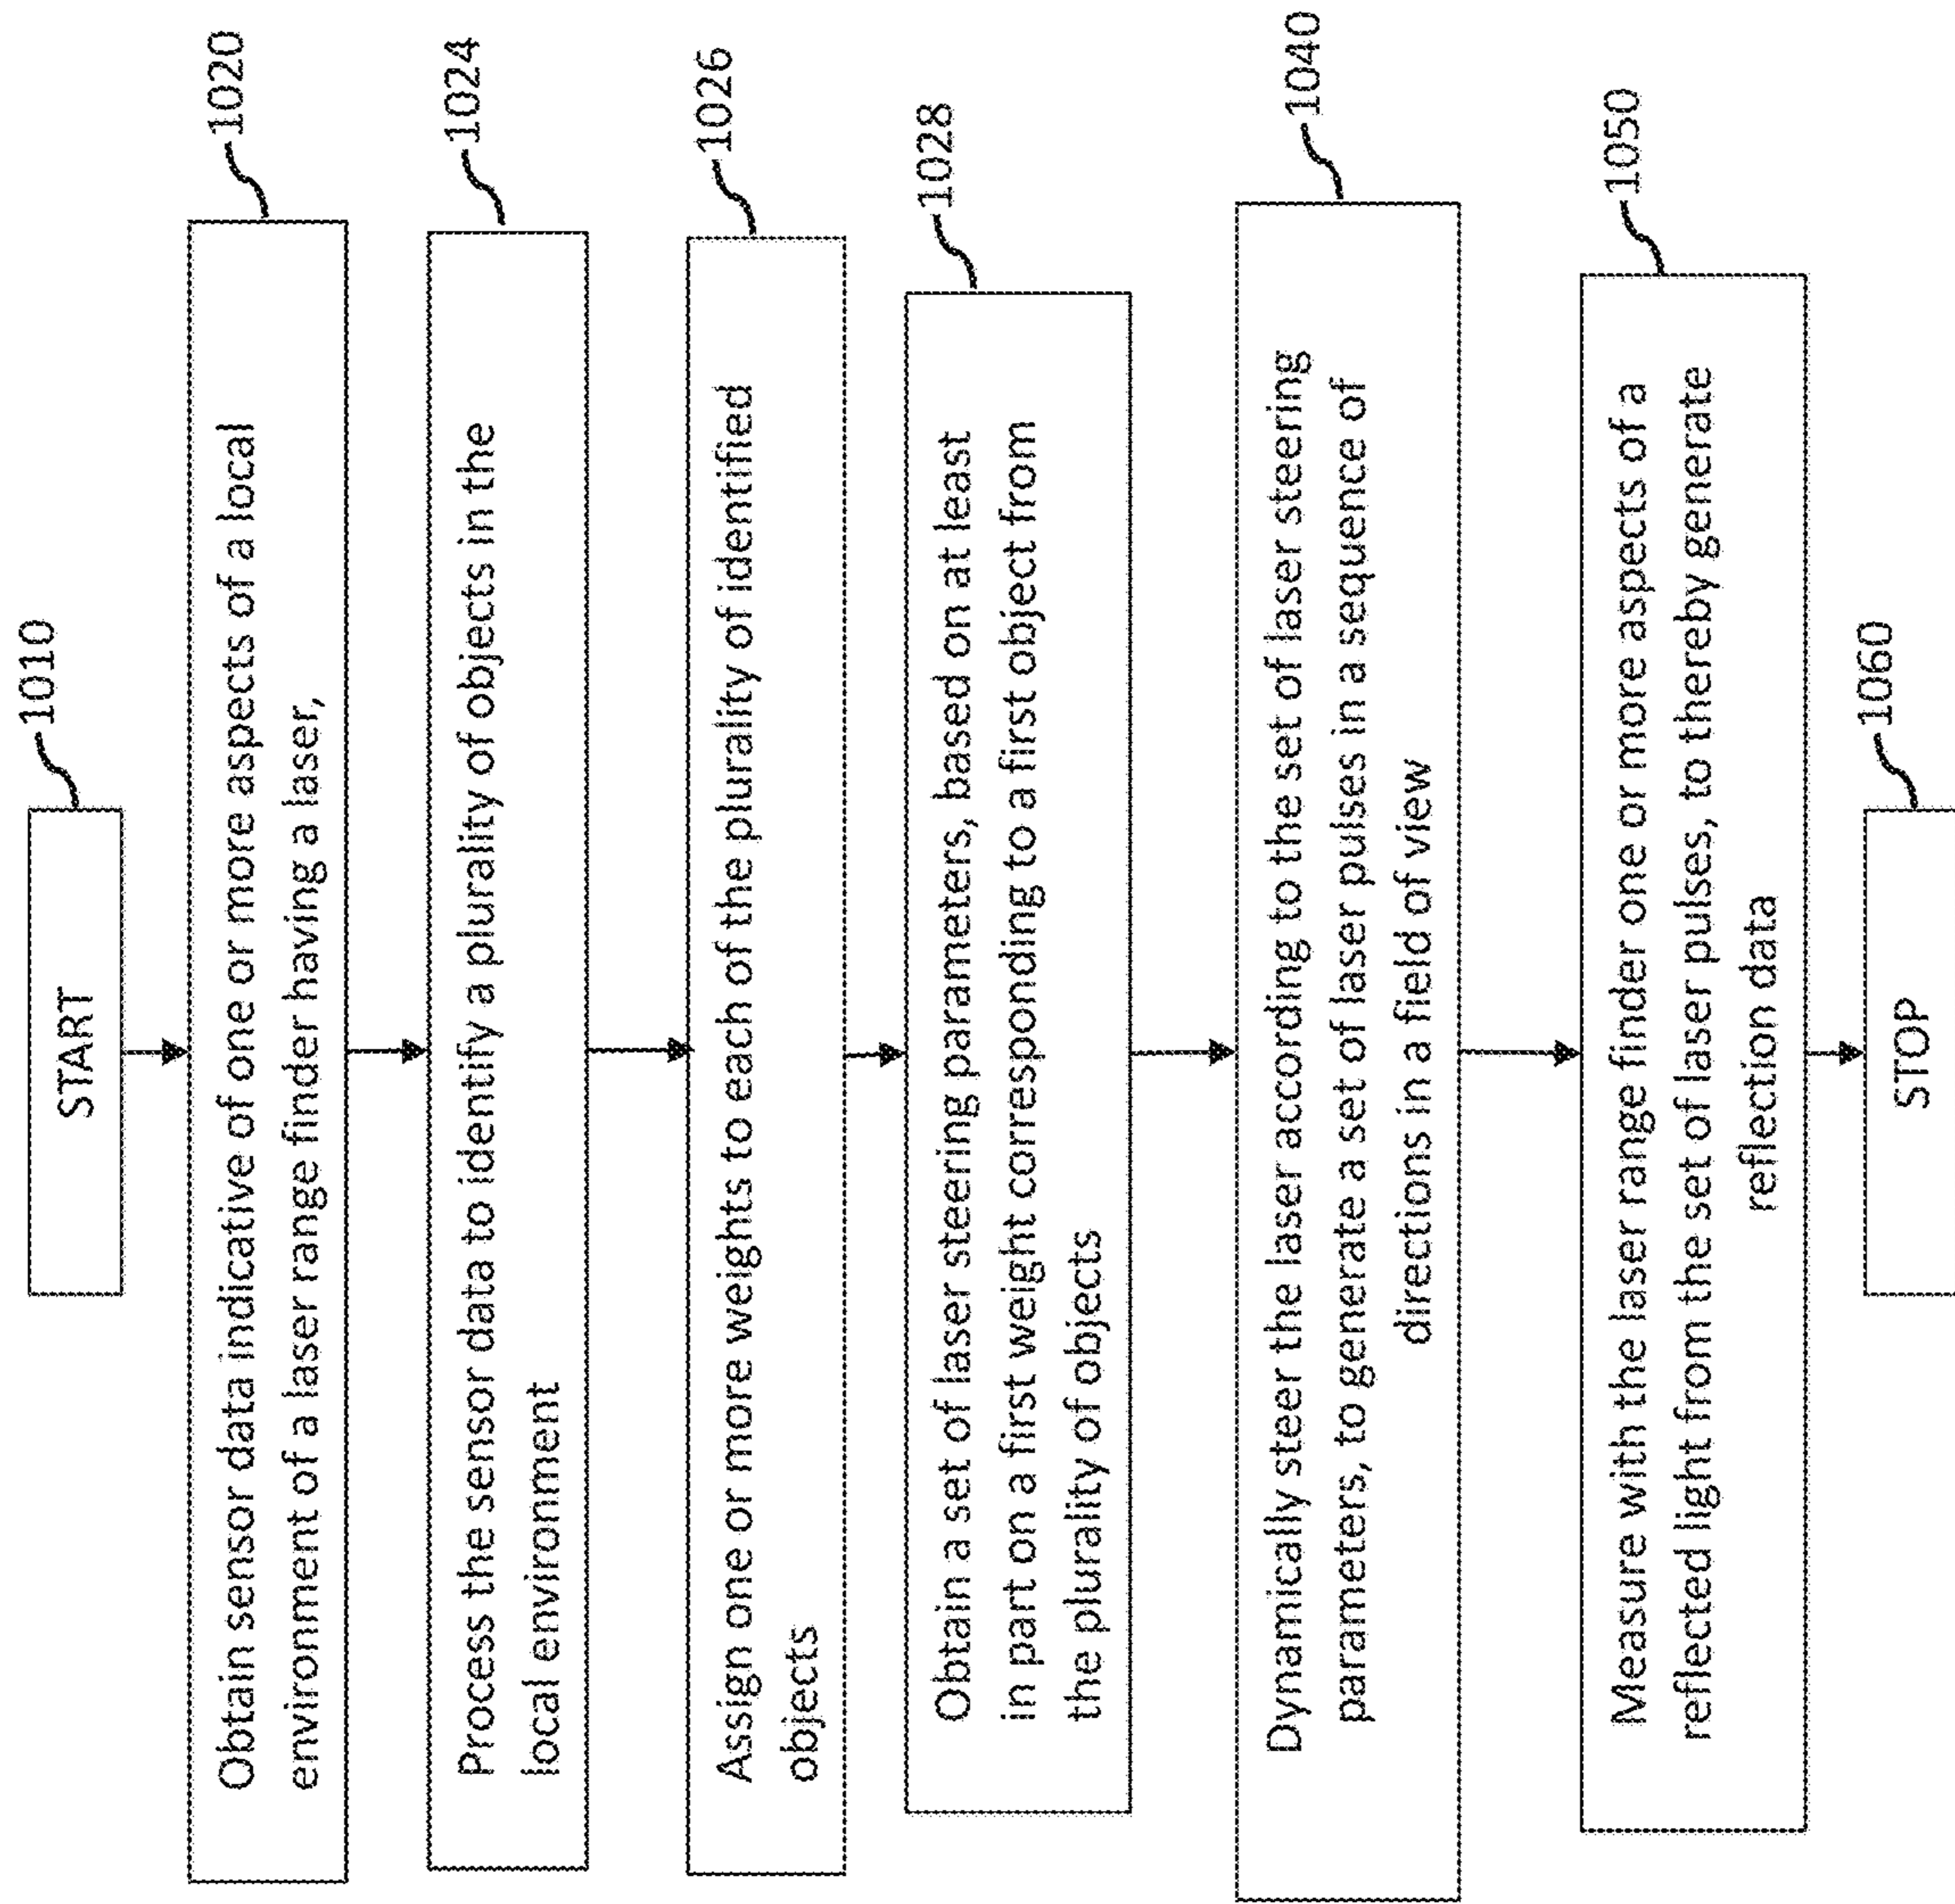 START
1010
Obtain sensor data indicative of one or more aspects of a local
environment of a laser range finder having a laser,
1020
Process the sensor data to identify a plurality of objects in the
local environment
1024
Assign one or more weights to each of the plurality of identified
objects
1026
Obtain a set of laser steering parameters, based on at least
in part on a first weight corresponding to a first object from
the plurality of objects
1028
Dynamically steer the laser according to the set of laser steering
parameters, to generate a set of laser pulses in a sequence of
directions in a field of view
1040
Measure with the laser range finder one or more aspects of a
reflected light from the set of laser pulses, to thereby generate
reflection data
1050
STOP
1060